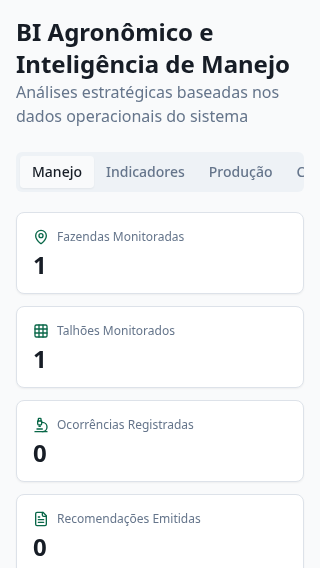 BI Agronômico e
Inteligência de Manejo
Análises estratégicas baseadas nos
dados operacionais do sistema
Manejo Indicadores Produção
Fazendas Monitoradas
1
Talhões Monitorados
1
Ocorrências Registradas
0
Recomendações Emitidas
0